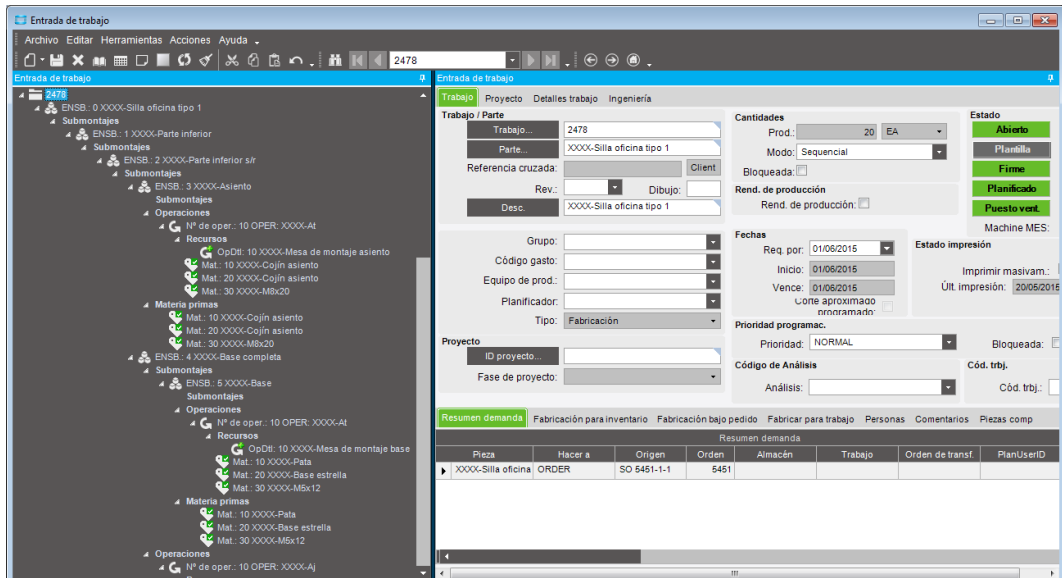 Entrada de trabajo
Archivo Editar Herramientas Acciones Ayuda
2478
Entrada de trabajo
2478
ENSB.: 0 XXXX-Silla oficina tipo 1
Submontajes
ENSB.: 1 XXXX-Parte inferior
Submontajes
ENSB.: 2 XXXX-Parte inferior s/r
Submontajes
ENSB.: 3 XXXX-Asiento
Submontajes
Operaciones
Nº de oper.: 10 OPER: XXXX-At
Recursos
OpDtl: 10 XXXX-Mesa de montaje asiento
Mat.: 10 XXXX-Cojín asiento
Mat.: 20 XXXX-Cojín asiento
Mat.: 30 XXXX-M8x20
Materia primas
Mat.: 10 XXXX-Cojín asiento
Mat.: 20 XXXX-Cojín asiento
Mat.: 30 XXXX-M8x20
ENSB.: 4 XXXX-Base completa
Submontajes
ENSB.: 5 XXXX-Base
Submontajes
Operaciones
Nº de oper.: 10 OPER: XXXX-At
Recursos
OpDtl: 10 XXXX-Mesa de montaje base
Mat.: 10 XXXX-Pata
Mat.: 20 XXXX-Base estrella
Mat.: 30 XXXX-M5x12
Materia primas
Mat.: 10 XXXX-Pata
Mat.: 20 XXXX-Base estrella
Mat.: 30 XXXX-M5x12
Operaciones
Nº de oper.: 10 OPER: XXXX-Aj
Entrada de trabajo
Trabajo Proyecto Detalles trabajo Ingeniería
Trabajo / Parte
Trabajo... 2478
Parte... XXXX-Silla oficina tipo 1
Referencia cruzada: Client
Rev.: Dibujo:
Desc. XXXX-Silla oficina tipo 1
Grupo:
Código gasto:
Equipo de prod.:
Planificador:
Tipo: Fabricación
Proyecto
ID proyecto...
Fase de proyecto:
Cantidades
Prod.: 20 EA
Modo: Sequencial
Bloqueada:
Rend. de producción
Rend. de producción:
Fechas
Req. por: 01/06/2015
Inicio: 01/06/2015
Vence: 01/06/2015
Corte aproximado
programado:
Prioridad programac.
Prioridad: NORMAL Bloqueada:
Código de Análisis
Análisis:
Estado
Abierto
Plantilla
Firme
Planificado
Puesto vent.
Machine MES:
Estado impresión
Imprimir masivam.:
Últ. impresión: 20/05/2015
Cód. trbj.
Cód. trbj.:
Resumen demanda Fabricación para inventario Fabricación bajo pedido Fabricar para trabajo Personas Comentarios Piezas comp
Resumen demanda
Pieza Hacer a Origen Orden Almacén Trabajo Orden de transf. PlanUserID
XXXX-Silla oficina ORDER SO 5451-1-1 5451